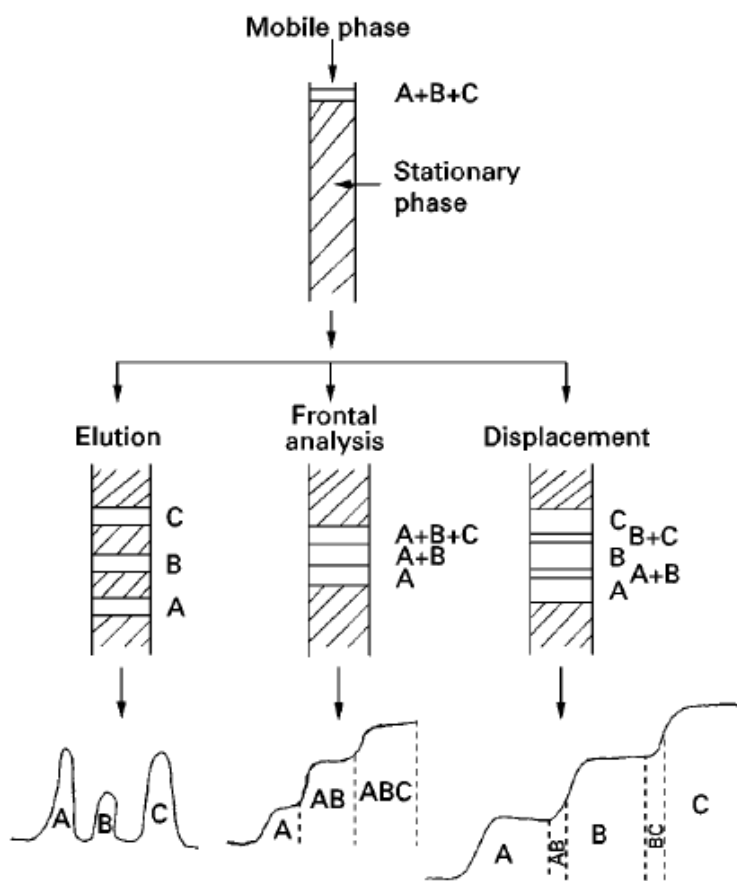 Mobile phase
A+B+C
Stationary
phase
Elution
C
B
A
Frontal
analysis
A+B+C
A+B
A
Displacement
C
B+C
B
A+B
A
A
B
C
A
AB
ABC
A
AB
B
BC
C